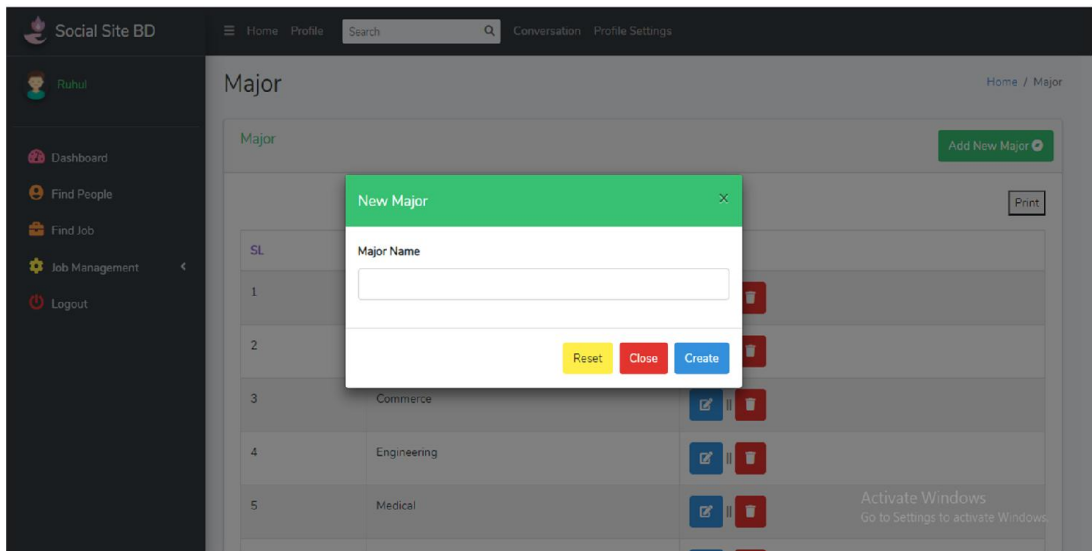 Social Site BD
Home Profile Search Conversation Profile Settings
Ruhul
Major
Home / Major
Major
Add New Major
Dashboard
Find People
Find Job
Job Management
Logout
New Major
×
Print
SL
Major Name
1
2
Reset Close Create
3 Commerce ||
4 Engineering ||
5 Medical ||
Activate Windows
Go to Settings to activate Windows.